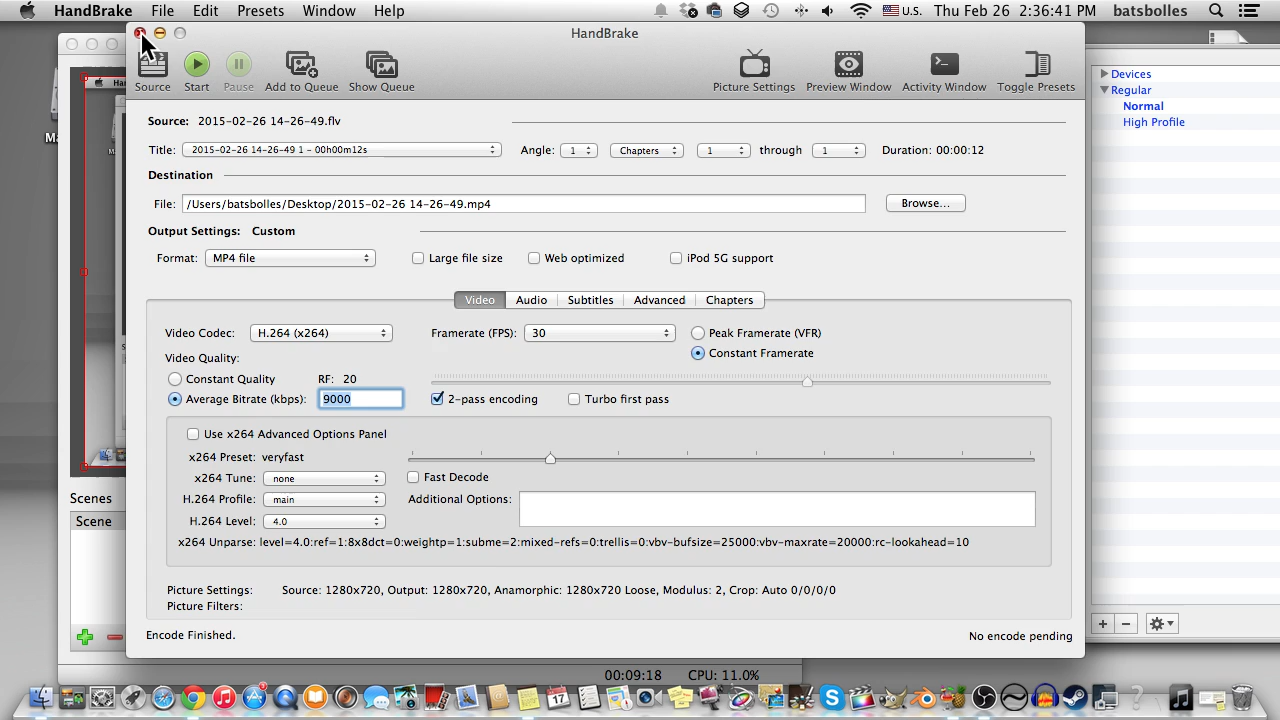 HandBrake File Edit Presets Window Help U.S. Thu Feb 26 2:36:41 PM batsbolles
HandBrake
Source Start Pause Add to Queue Show Queue Picture Settings Preview Window Activity Window Toggle Presets
Source: 2015-02-26 14-26-49.flv
Title: 2015-02-26 14-26-49 1 - 00h00m12s Angle: 1 Chapters 1 through 1 Duration: 00:00:12
Destination
File: /Users/batsbolles/Desktop/2015-02-26 14-26-49.mp4 Browse...
Output Settings: Custom
Format: MP4 file Large file size Web optimized iPod 5G support
Video Audio Subtitles Advanced Chapters
Video Codec: H.264 (x264) Framerate (FPS): 30 Peak Framerate (VFR)
Constant Framerate
Video Quality:
Constant Quality RF: 20
Average Bitrate (kbps): 9000 2-pass encoding Turbo first pass
Use x264 Advanced Options Panel
x264 Preset: veryfast
x264 Tune: none Fast Decode
H.264 Profile: main Additional Options:
H.264 Level: 4.0
x264 Unparse: level=4.0:ref=1:8x8dct=0:weightp=1:subme=2:mixed-refs=0:trellis=0:vbv-bufsize=25000:vbv-maxrate=20000:rc-lookahead=10
Picture Settings: Source: 1280x720, Output: 1280x720, Anamorphic: 1280x720 Loose, Modulus: 2, Crop: Auto 0/0/0/0
Picture Filters:
Encode Finished. No encode pending
Devices
Regular
Normal
High Profile
Scenes
Scene
00:09:18 CPU: 11.0%